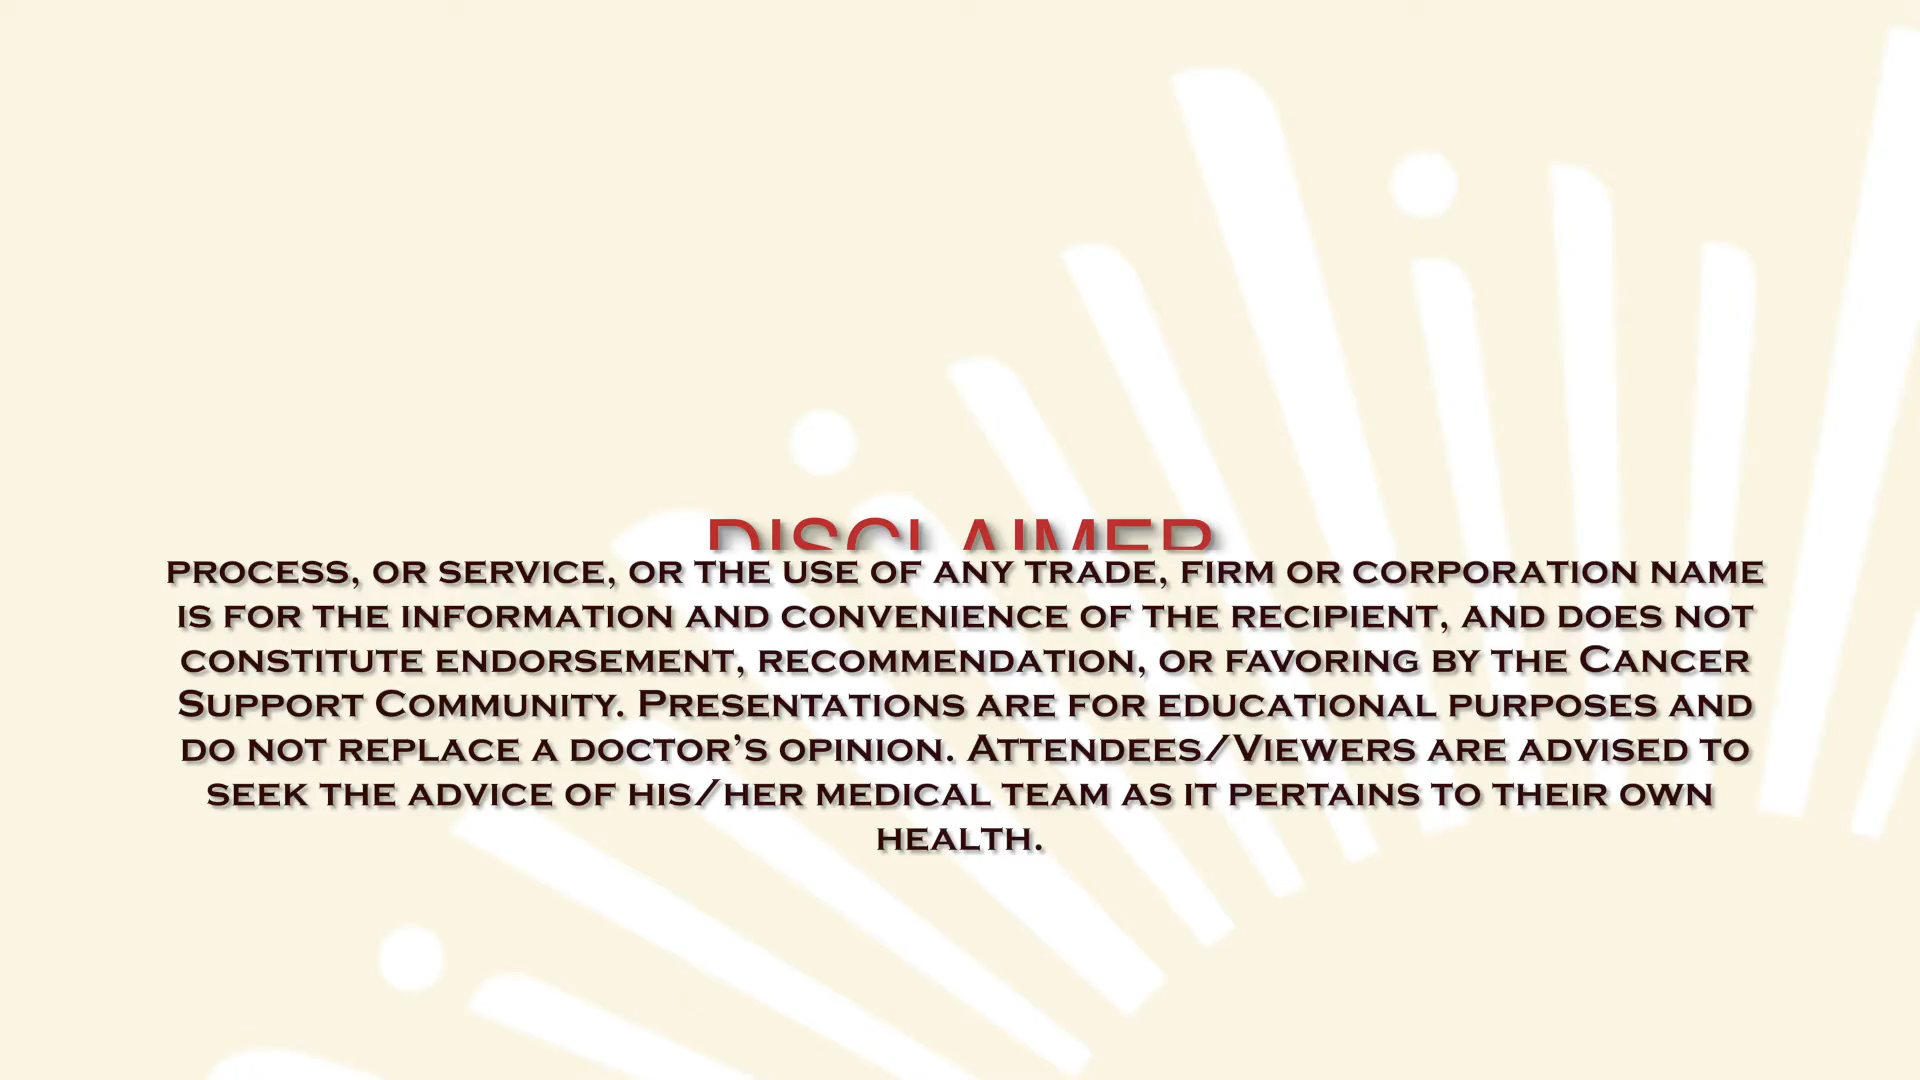 DISCLAIMER
PROCESS, OR SERVICE, OR THE USE OF ANY TRADE, FIRM OR CORPORATION NAME
IS FOR THE INFORMATION AND CONVENIENCE OF THE RECIPIENT, AND DOES NOT
CONSTITUTE ENDORSEMENT, RECOMMENDATION, OR FAVORING BY THE CANCER
SUPPORT COMMUNITY. PRESENTATIONS ARE FOR EDUCATIONAL PURPOSES AND
DO NOT REPLACE A DOCTOR’S OPINION. ATTENDEES/VIEWERS ARE ADVISED TO
SEEK THE ADVICE OF HIS/HER MEDICAL TEAM AS IT PERTAINS TO THEIR OWN
HEALTH.